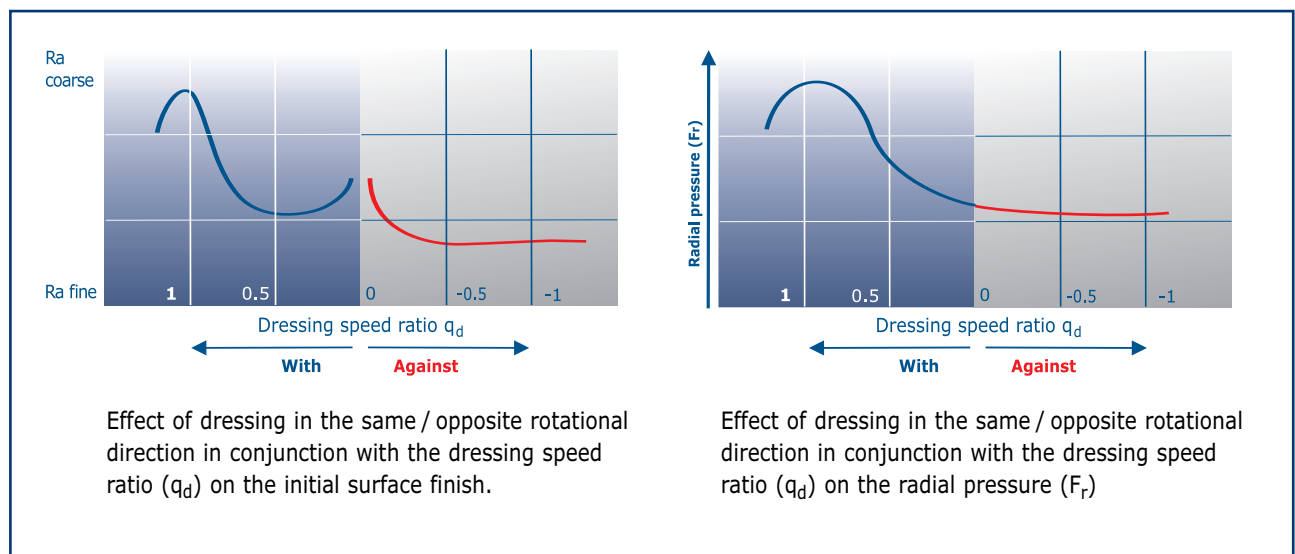 Ra
coarse
Ra fine
1
0.5
0
-0.5
-1
Dressing speed ratio qd
With
Against
Effect of dressing in the same / opposite rotational
direction in conjunction with the dressing speed
ratio (qd) on the initial surface finish.
Radial pressure (Fr)
1
0.5
0
-0.5
-1
Dressing speed ratio qd
With
Against
Effect of dressing in the same / opposite rotational
direction in conjunction with the dressing speed
ratio (qd) on the radial pressure (Fr)